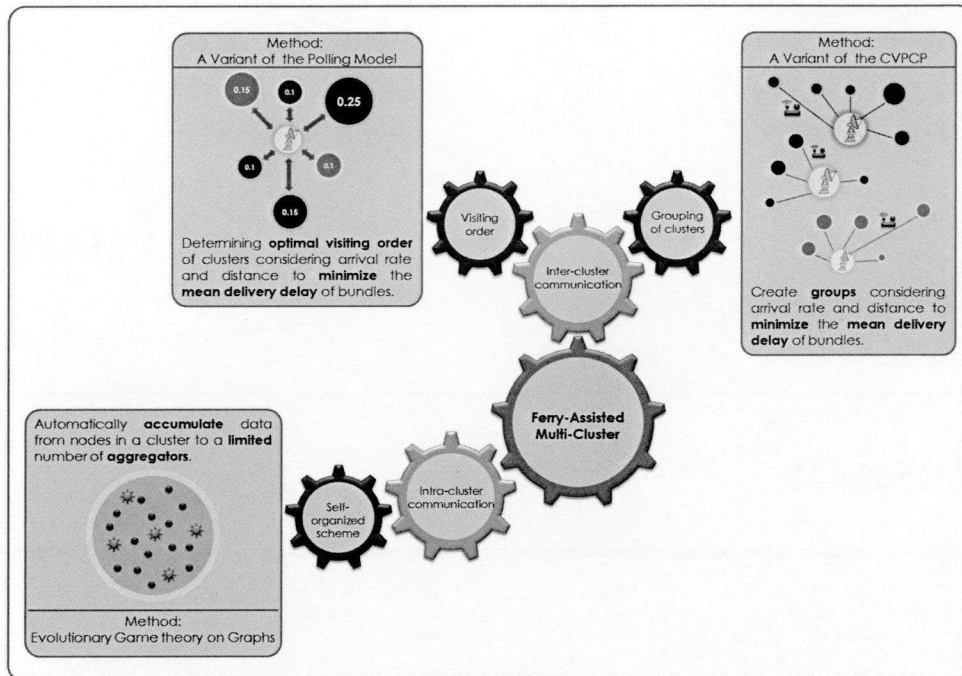 Method:
A Variant of the Polling Model
0.15
0.1
0.25
0.1
0.1
0.15
Determining optimal visiting order
of clusters considering arrival rate
and distance to minimize the
mean delivery delay of bundles.
Method:
A Variant of the CVPCP
Create groups considering
arrival rate and distance to
minimize the mean delivery
delay of bundles.
Visiting
order
Grouping
of clusters
Inter-cluster
communication
Ferry-Assisted
Multi-Cluster
Intra-cluster
communication
Self-
organized
scheme
Automatically accumulate data
from nodes in a cluster to a limited
number of aggregators.
Method:
Evolutionary Game theory on Graphs